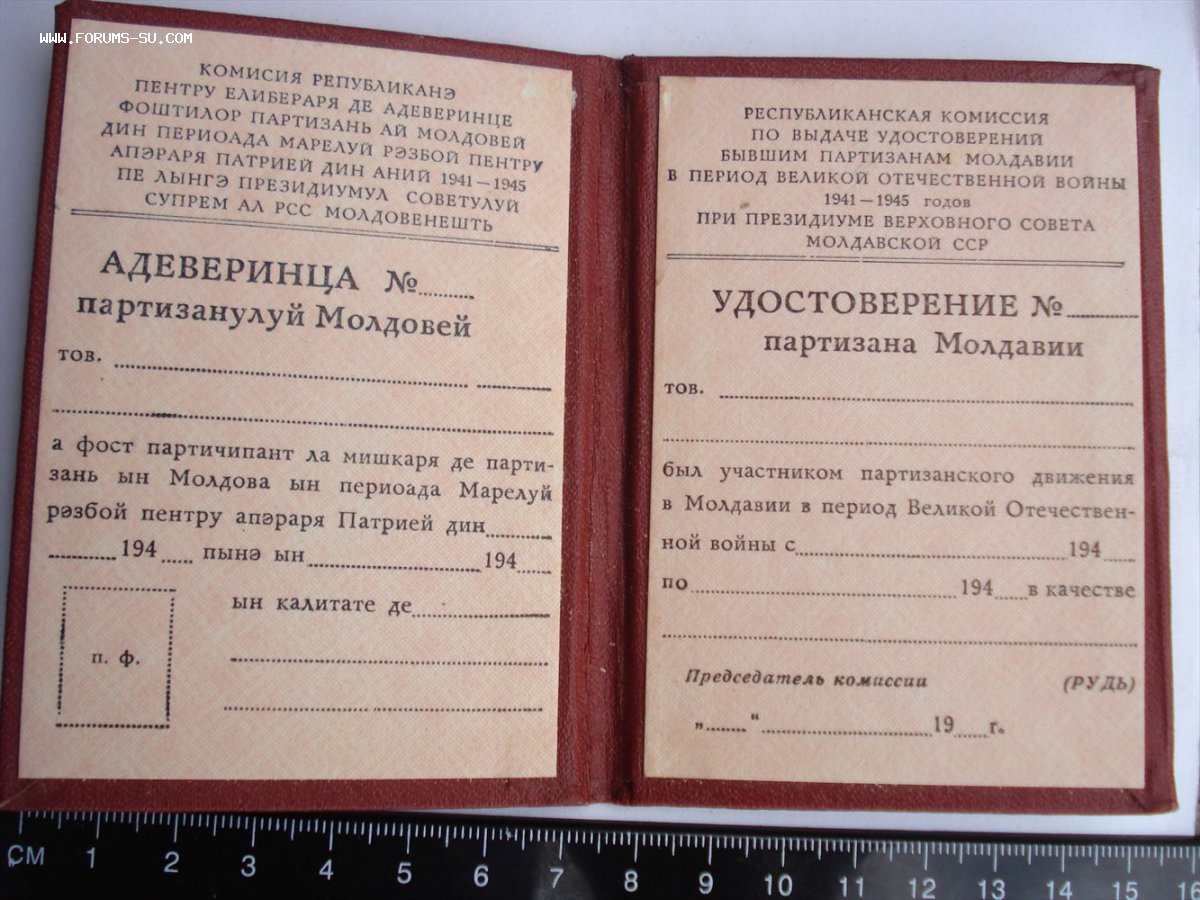 www.forums-su.com
КОМИСИЯ РЕПУБЛИКАНЭ
ПЕНТРУ ЕЛИБЕРАРЯ ДЕ АДЕВЕРИНЦЕ
ФОШТИЛОР ПАРТИЗАНЬ АЙ МОЛДОВЕЙ
ДИН ПЕРИОАДА МАРЕЛУЙ РЭЗБОЙ ПЕНТРУ
АПЭРАРЯ ПАТРИЕЙ ДИН АНИЙ 1941—1945
ПЕ ЛЫНГЭ ПРЕЗИДИУМУЛ СОВЕТУЛУЙ
СУПРЕМ АЛ РСС МОЛДОВЕНЕШТЬ
АДЕВЕРИНЦА №
партизанулуй Молдовей
тов.
а фост партичипант ла мишкаря де парти-
зань ын Молдова ын периоада Марелуй
рэзбой пентру апэраря Патрией дин
194 пынэ ын 194
ын калитате де
п. ф.
РЕСПУБЛИКАНСКАЯ КОМИССИЯ
ПО ВЫДАЧЕ УДОСТОВЕРЕНИЙ
БЫВШИМ ПАРТИЗАНАМ МОЛДАВИИ
В ПЕРИОД ВЕЛИКОЙ ОТЕЧЕСТВЕННОЙ ВОЙНЫ
1941—1945 годов
ПРИ ПРЕЗИДИУМЕ ВЕРХОВНОГО СОВЕТА
МОЛДАВСКОЙ ССР
УДОСТОВЕРЕНИЕ №
партизана Молдавии
тов.
был участником партизанского движения
в Молдавии в период Великой Отечествен-
ной войны с 194
по 194 в качестве
Председатель комиссии (РУДЬ)
„ “ 19 г.
СМ 1 2 3 4 5 6 7 8 9 10 11 12 13 14 15 16